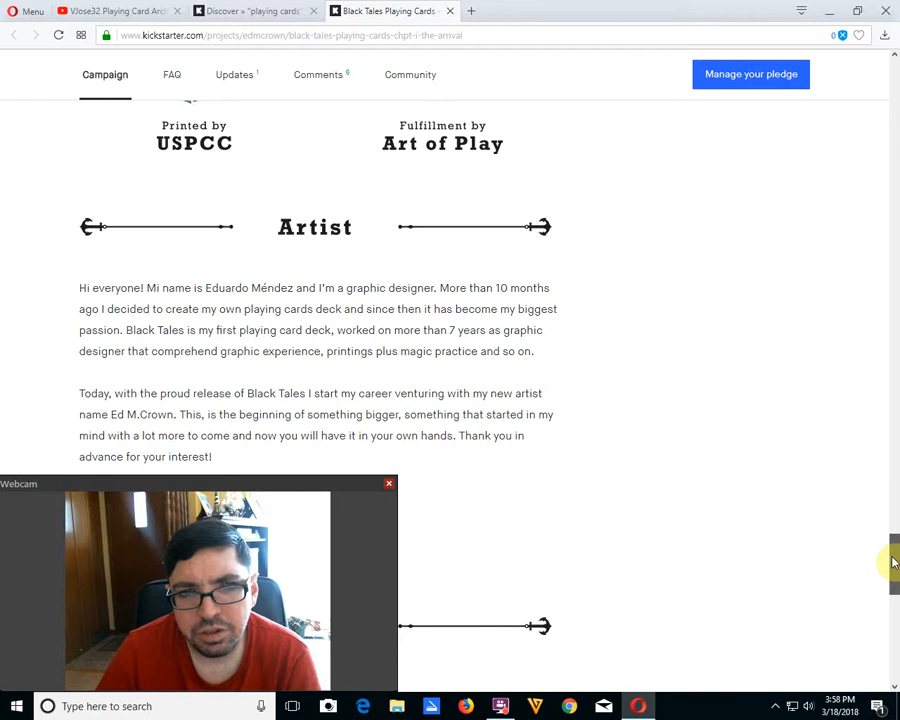 Menu
VJose32 Playing Card Arch
Discover » "playing cards"
Black Tales Playing Cards -
www.kickstarter.com/projects/edmcrown/black-tales-playing-cards-chpt-i-the-arrival
0
Campaign
FAQ
Updates 1
Comments 6
Community
Manage your pledge
Printed by
USPCC
Fulfillment by
Art of Play
Artist
Hi everyone! Mi name is Eduardo Méndez and I'm a graphic designer. More than 10 months
ago I decided to create my own playing cards deck and since then it has become my biggest
passion. Black Tales is my first playing card deck, worked on more than 7 years as graphic
designer that comprehend graphic experience, printings plus magic practice and so on.
Today, with the proud release of Black Tales I start my career venturing with my new artist
name Ed M.Crown. This, is the beginning of something bigger, something that started in my
mind with a lot more to come and now you will have it in your own hands. Thank you in
advance for your interest!
Webcam
Type here to search
3:58 PM
3/18/2018
1